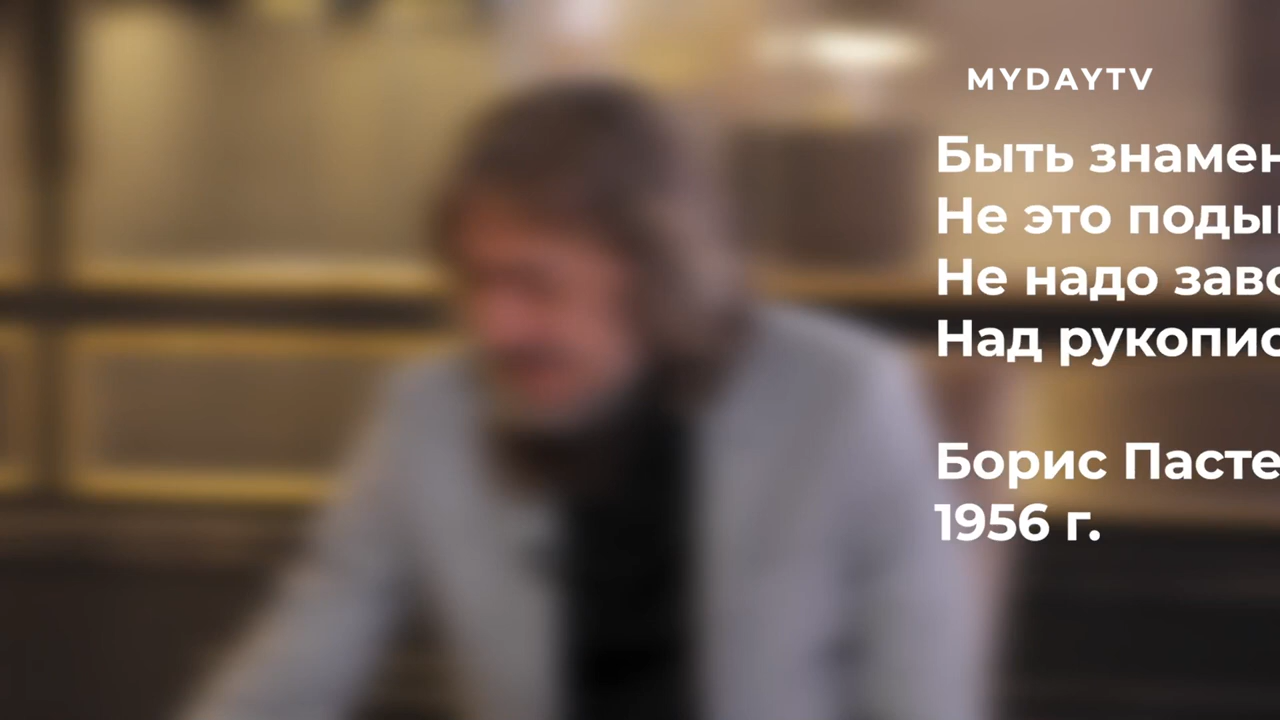 MYDAYTV
Быть знамен
Не это поды
Не надо заво
Над рукопис
Борис Пасте
1956 г.